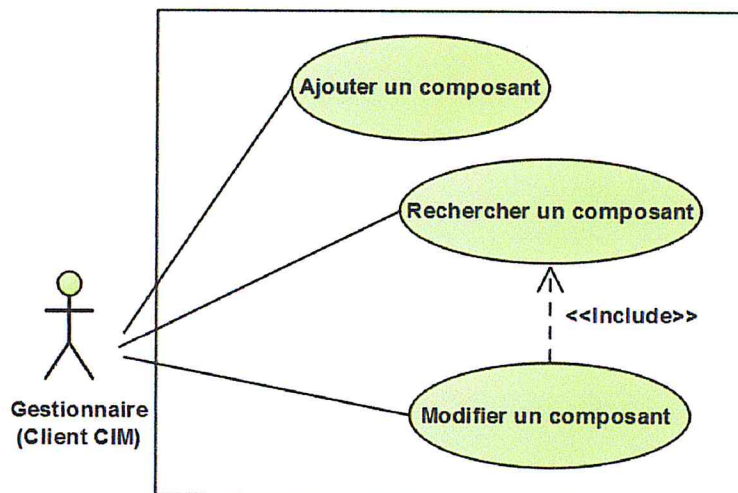 Ajouter un composant
Rechercher un composant
<<Include>>
Modifier un composant
Gestionnaire
(Client CIM)